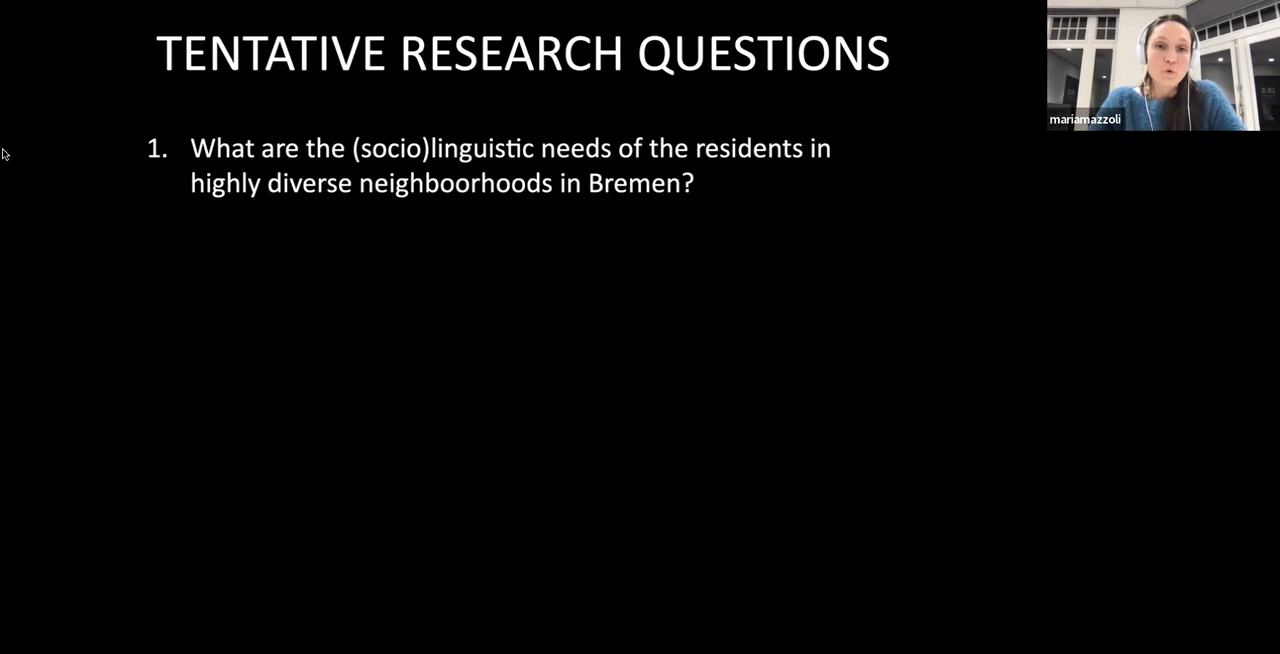 TENTATIVE RESEARCH QUESTIONS
mariamazzoli
1. What are the (socio)linguistic needs of the residents in
highly diverse neighboorhoods in Bremen?